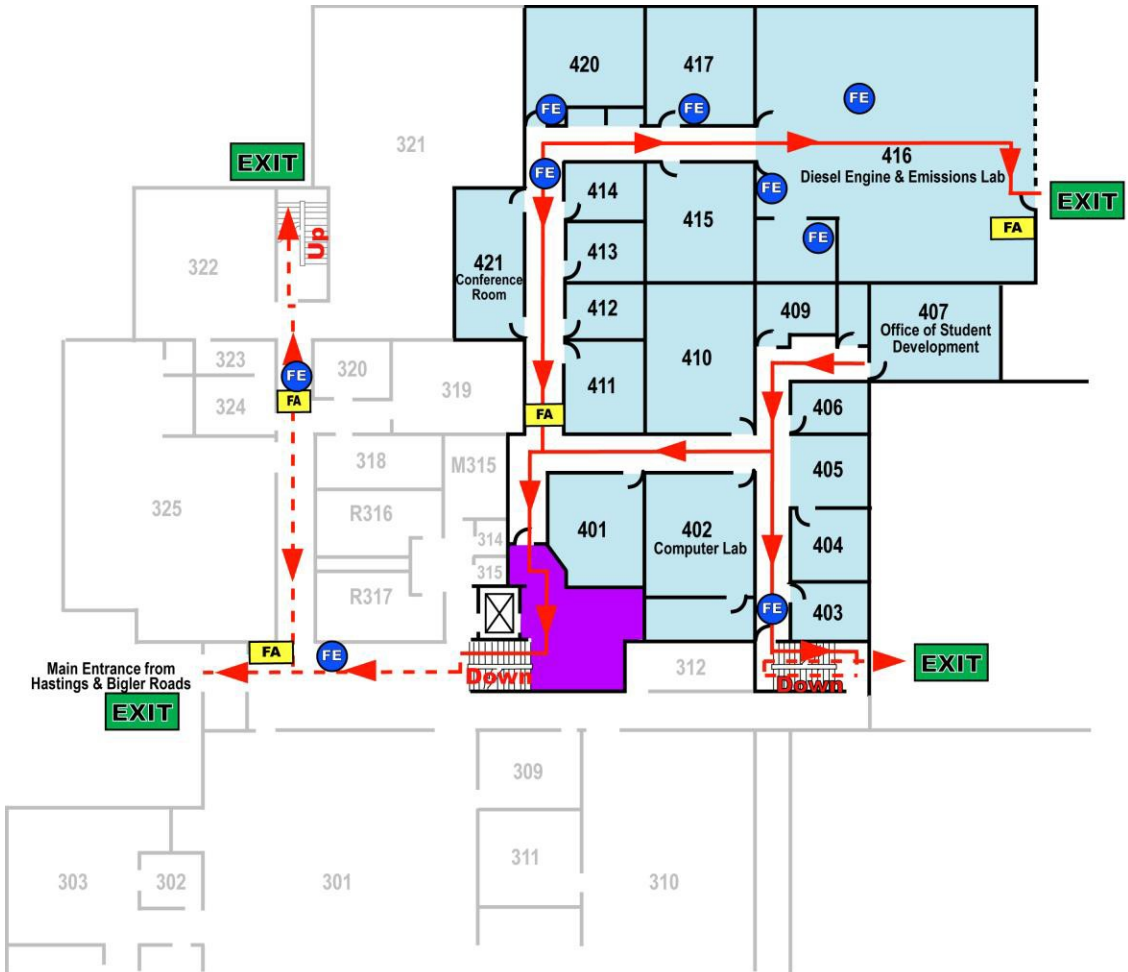 420
417
FE
FE
FE
321
EXIT
416
Diesel Engine & Emissions Lab
FE
414
415
FE
EXIT
FA
Up
FE
322
421
Conference
Room
413
412
409
407
Office of Student
Development
323
320
FE
319
410
411
324
FA
FA
406
318
M315
405
325
R316
401
402
Computer Lab
314
404
315
R317
FE
403
FA
FE
Main Entrance from
Hastings & Bigler Roads
Down
312
Down
EXIT
EXIT
309
311
303
302
301
310